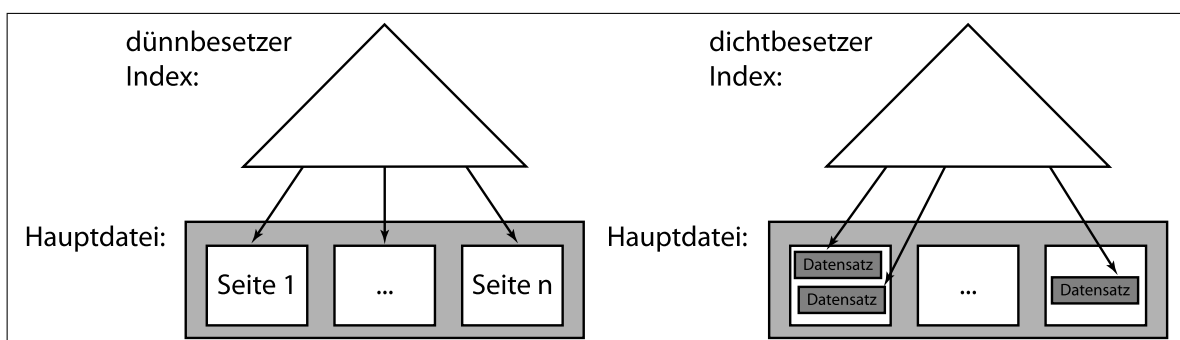 dünnbesetzer
Index:
Hauptdatei:
Seite 1
...
Seite n
dichtbesetzer
Index:
Hauptdatei:
Datensatz
Datensatz
...
Datensatz